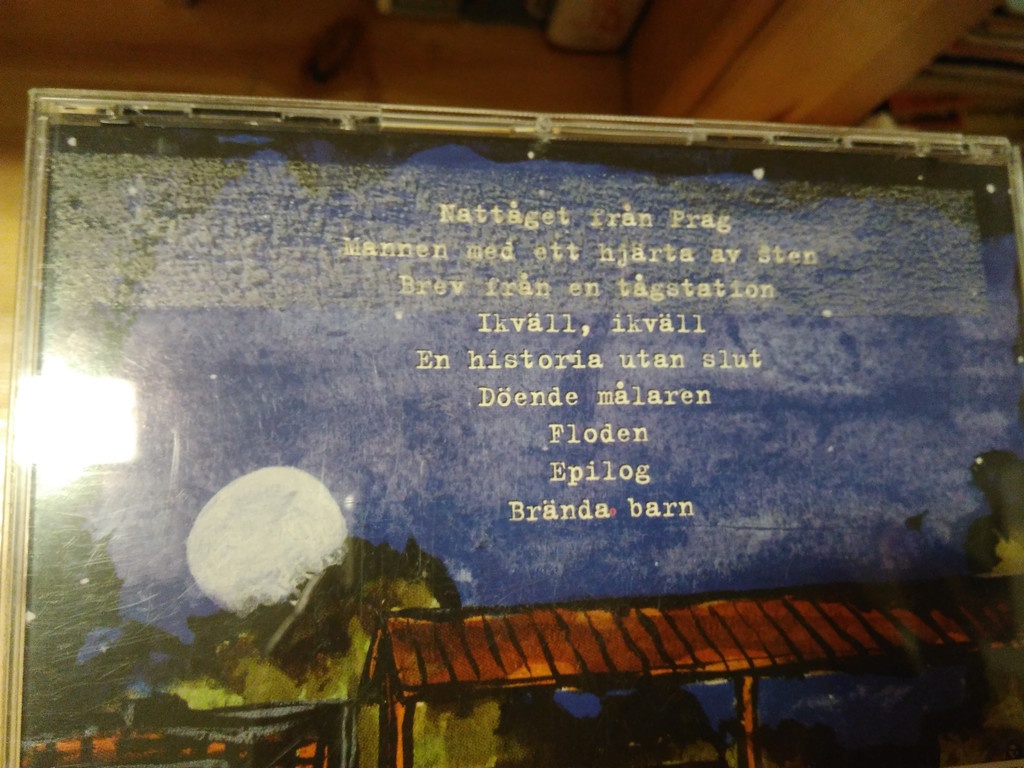 Nattåget från Prag
Mannen med ett hjärta av sten
Brev från en tågstation
Ikväll, ikväll
En historia utan slut
Döende målaren
Floden
Epilog
Brända barn